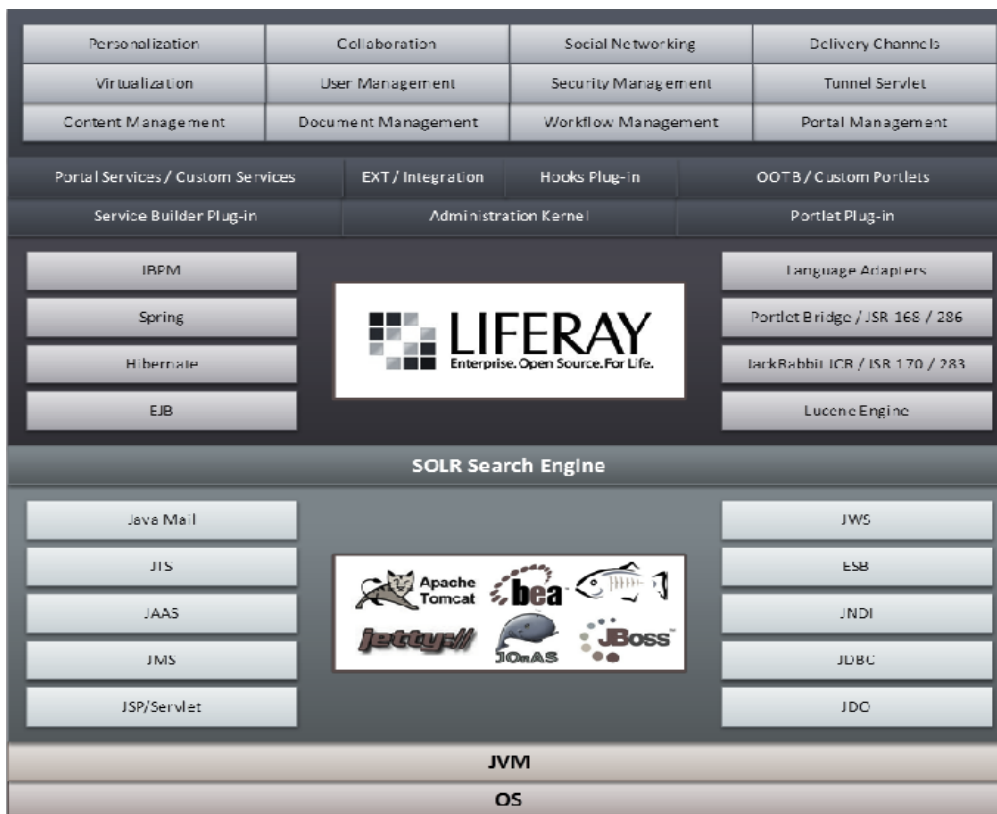 Personalization Collaboration Social Networking Delivery Channels
Virtualization User Management Security Management Tunnel Servlet
Content Management Document Management Workflow Management Portal Management
Portal Services / Custom Services EXT / Integration Hooks Plug-in OOTB / Custom Portlets
Service Builder Plug-in Administration Kernel Portlet Plug-in
JBPM
Spring
Hibernate
EJB
LIFERAY
Enterprise. Open Source. For Life.
Language Adapters
Portlet Bridge / JSR 168 / 286
JackRabbit JCR / JSR 170 / 283
Lucene Engine
SOLR Search Engine
Java Mail
JTS
JAAS
JMS
JSP/Servlet
Apache
Tomcat
bea
jetty://
JOnAS
JBoss
JWS
ESB
JNDI
JDBC
JDO
JVM
OS